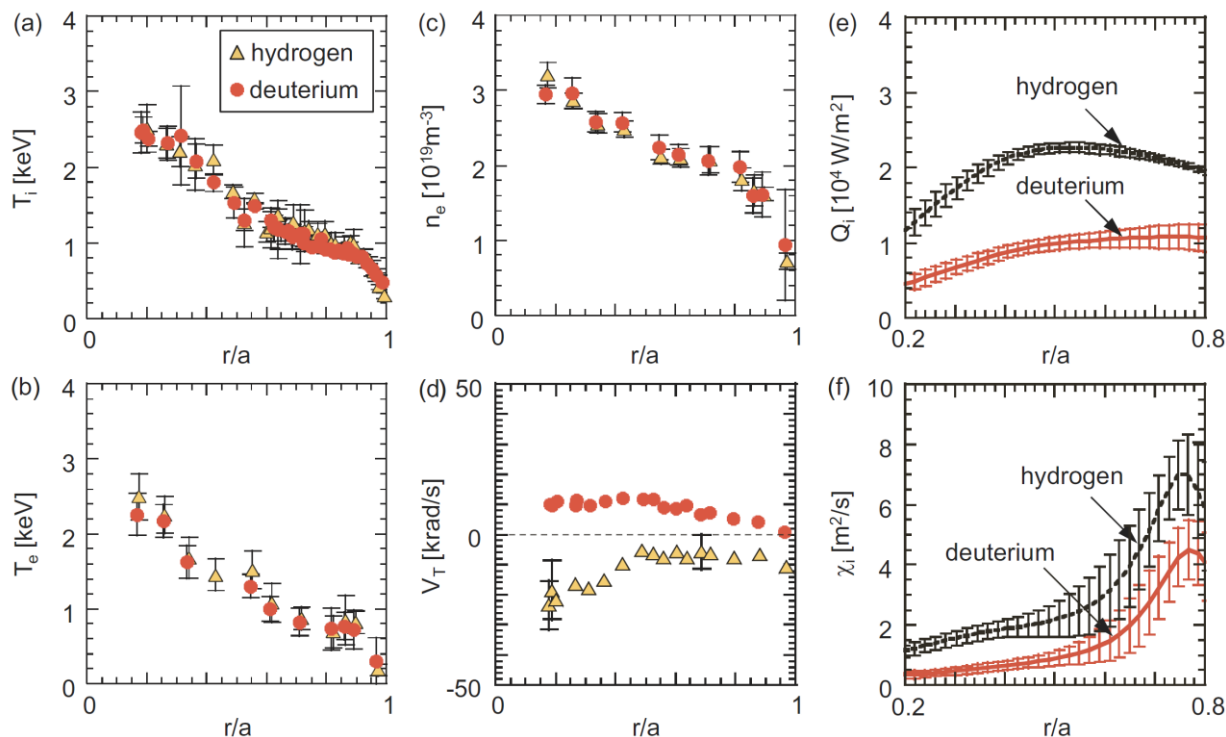 (a)
4
3
2
1
0
T_i [keV]
hydrogen
deuterium
0
1
r/a
(c)
4
3
2
1
0
n_e [10^19m^-3]
0
1
r/a
(e)
4
3
2
1
0
Q_i [10^4 W/m^2]
hydrogen
deuterium
0.2
0.8
r/a
(b)
4
3
2
1
0
T_e [keV]
0
1
r/a
(d)
50
0
-50
V_T [krad/s]
0
1
r/a
(f)
10
8
6
4
2
0
χ_i [m^2/s]
hydrogen
deuterium
0.2
0.8
r/a